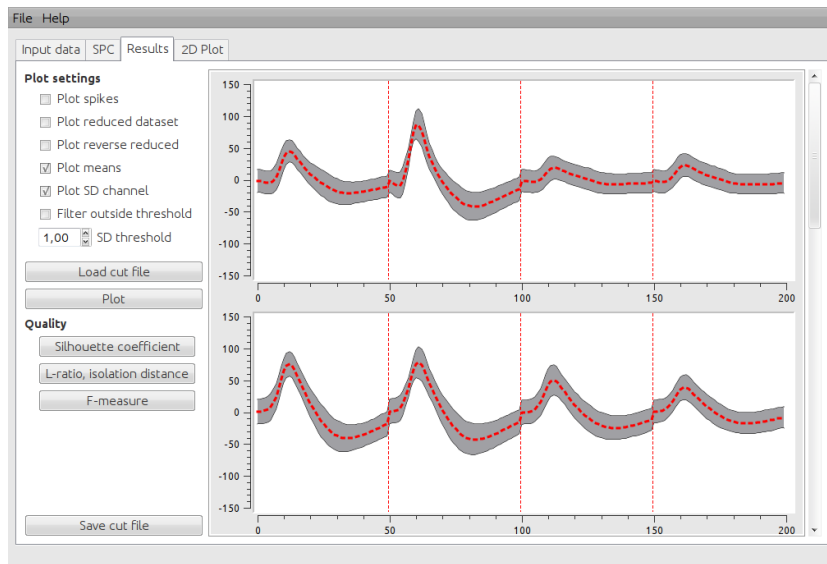 File Help
Input data SPC Results 2D Plot
Plot settings
Plot spikes
Plot reduced dataset
Plot reverse reduced
Plot means
Plot SD channel
Filter outside threshold
1,00 SD threshold
Load cut file
Plot
Quality
Silhouette coefficient
L-ratio, isolation distance
F-measure
Save cut file
150
100
50
0
-50
-100
-150
0 50 100 150 200
150
100
50
0
-50
-100
-150
0 50 100 150 200